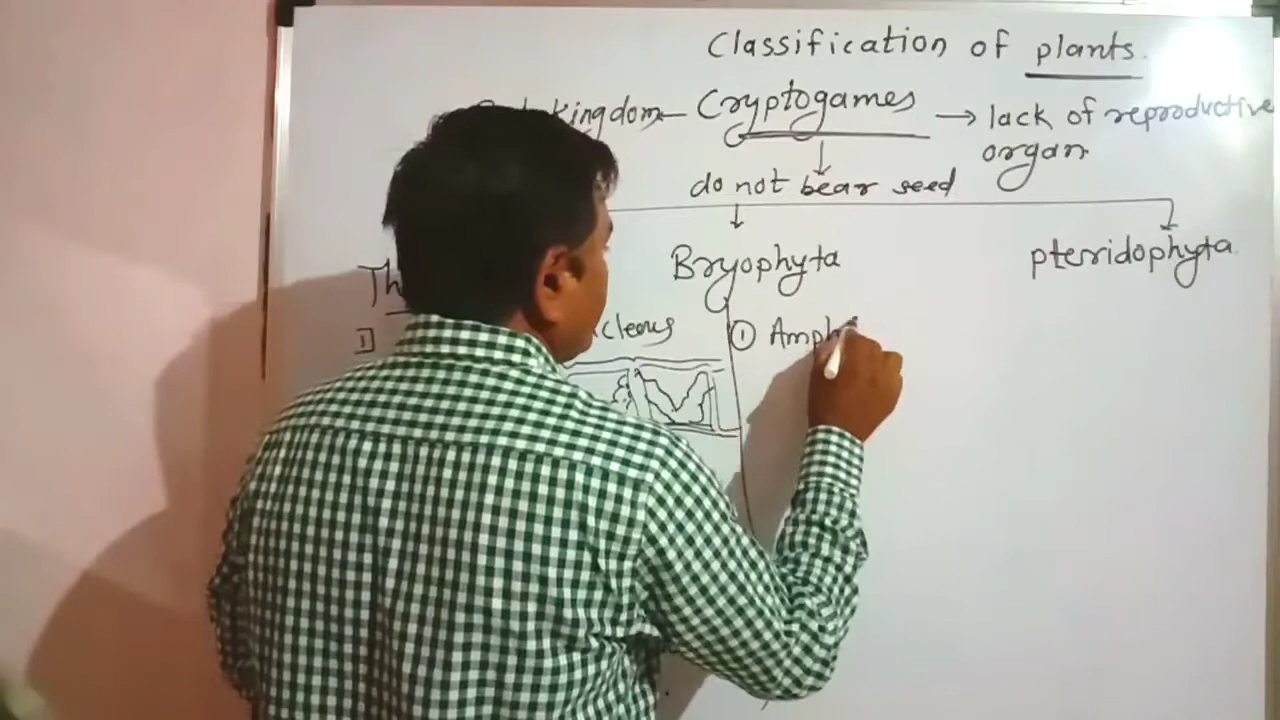 Classification of plants.
kingdom - Cryptogames → lack of reproductive
organ
do not bear seed
Bryophyta
pteridophyta.
Th
1 cleous
① Amphi